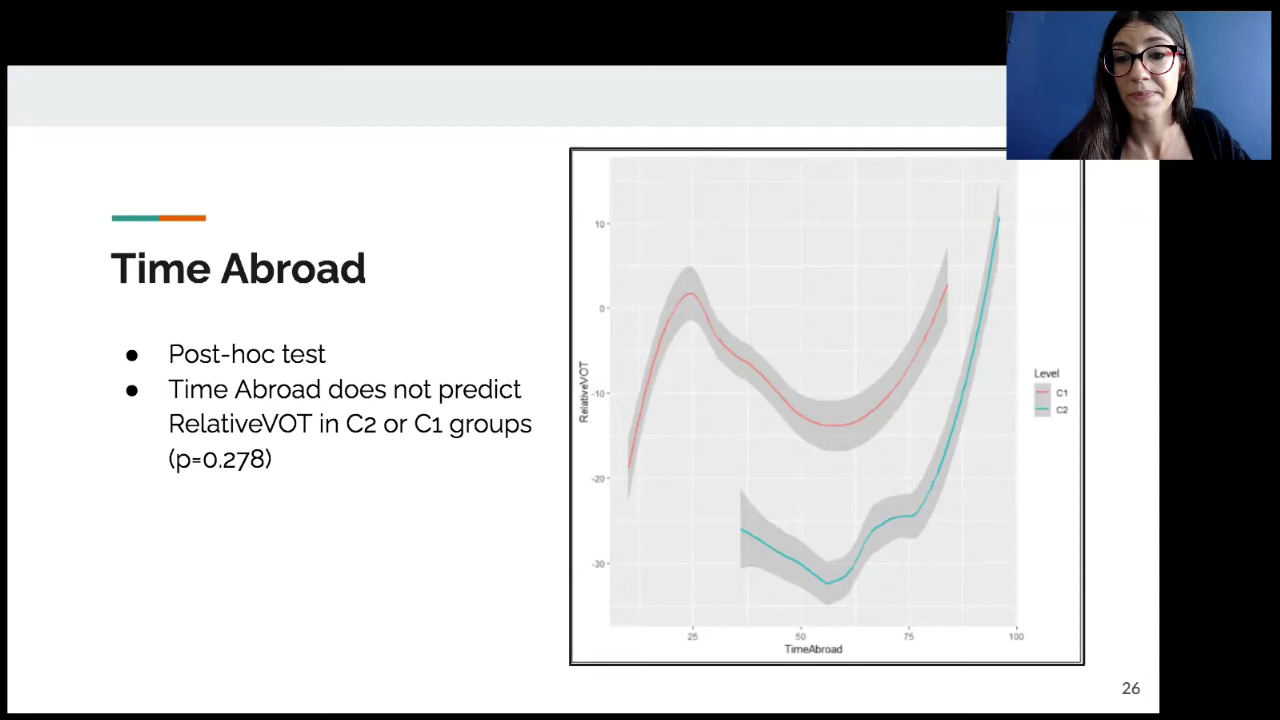 Time Abroad
● Post-hoc test
● Time Abroad does not predict
RelativeVOT in C2 or C1 groups
(p=0.278)
RelativeVOT
10
0
-10
-20
-30
25
50
75
100
TimeAbroad
Level
C1
C2
26